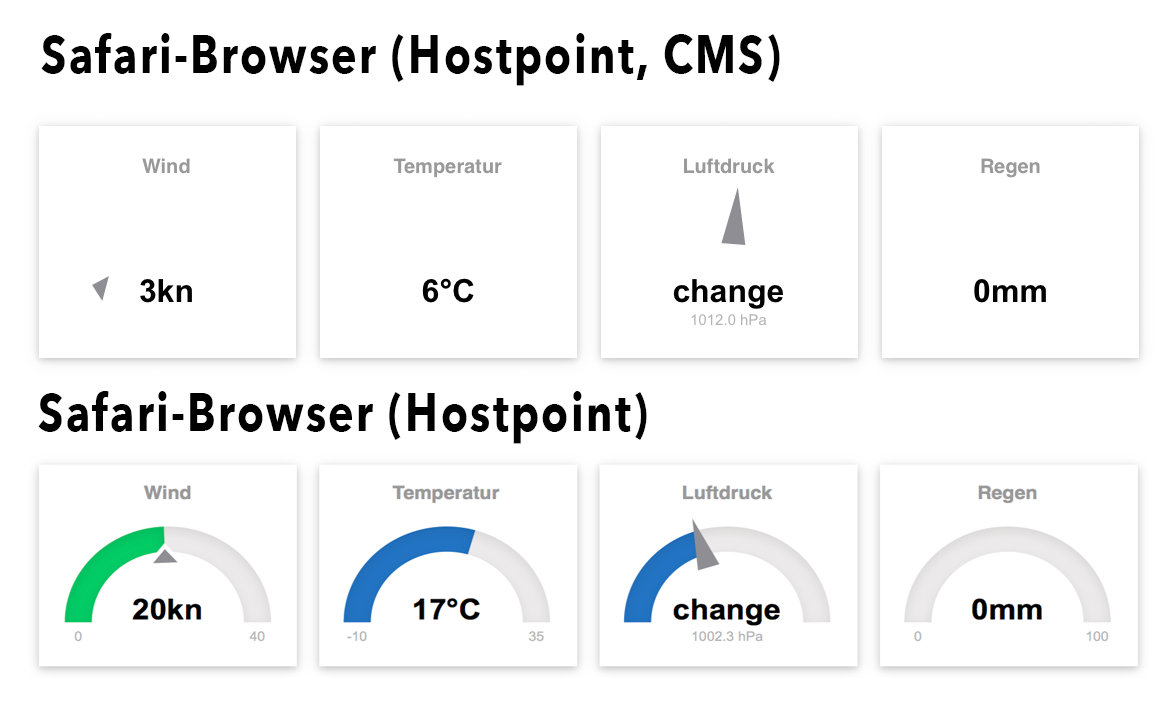 Safari-Browser (Hostpoint, CMS)
Wind
Temperatur
Luftdruck
Regen
3kn
6°C
change
0mm
1012.0 hPa
Safari-Browser (Hostpoint)
Wind
Temperatur
Luftdruck
Regen
20kn
17°C
change
0mm
0
40
-10
35
1002.3 hPa
0
100